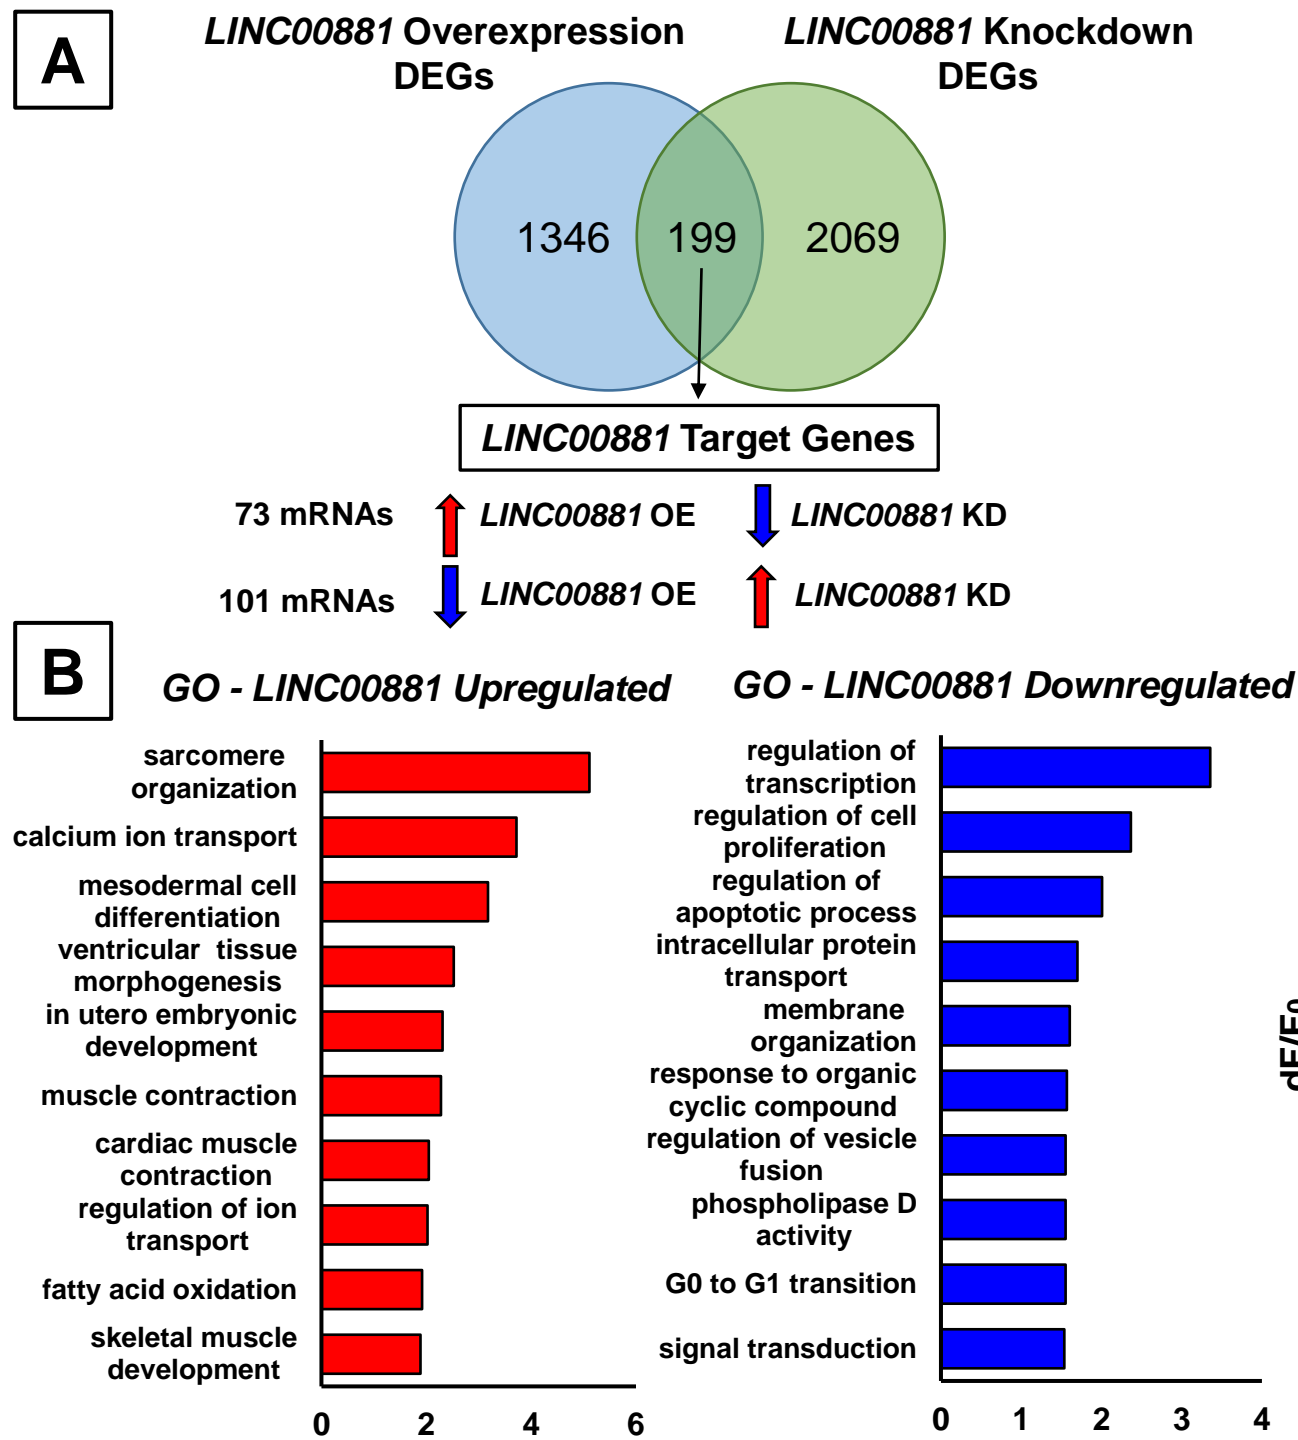 A
LINC00881 Overexpression
DEGs
LINC00881 Knockdown
DEGs
1346
199
2069
LINC00881 Target Genes
73 mRNAs
LINC00881 OE
LINC00881 KD
101 mRNAs
LINC00881 OE
LINC00881 KD
B
GO - LINC00881 Upregulated
sarcomere
organization
calcium ion transport
mesodermal cell
differentiation
ventricular tissue
morphogenesis
in utero embryonic
development
muscle contraction
cardiac muscle
contraction
regulation of ion
transport
fatty acid oxidation
skeletal muscle
development
0 2 4 6
GO - LINC00881 Downregulated
regulation of
transcription
regulation of cell
proliferation
regulation of
apoptotic process
intracellular protein
transport
membrane
organization
response to organic
cyclic compound
regulation of vesicle
fusion
phospholipase D
activity
G0 to G1 transition
signal transduction
0 1 2 3 4